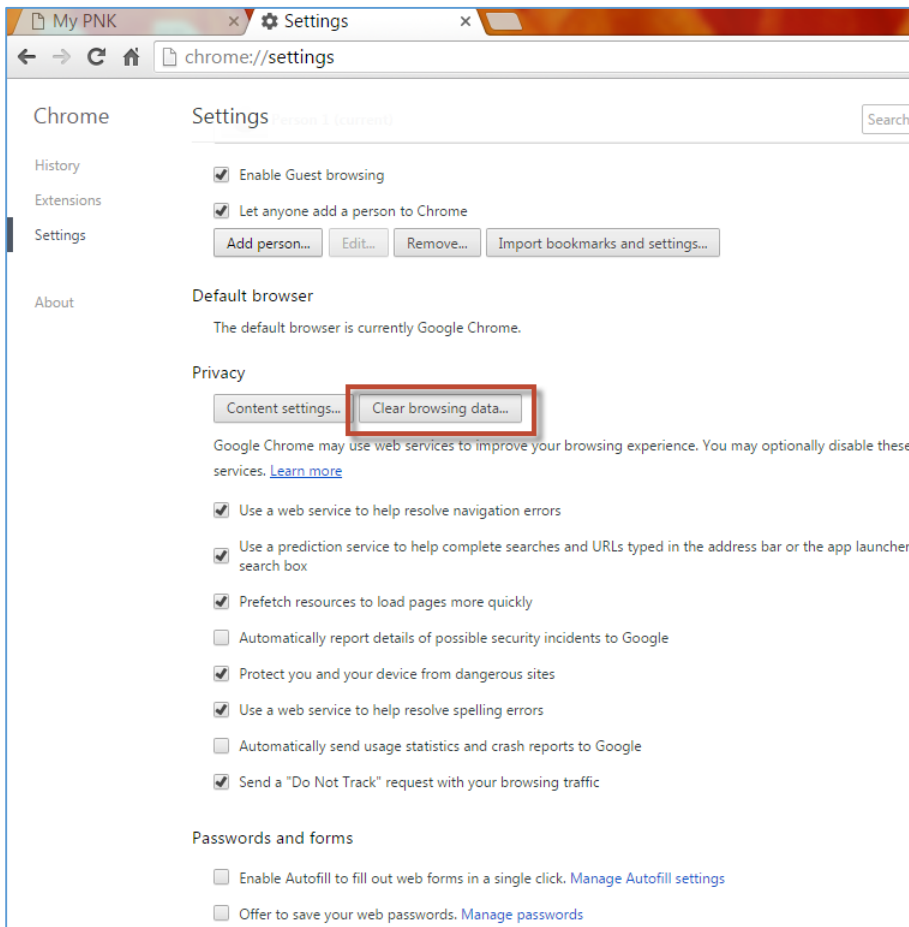 My PNK
Settings
chrome://settings
Chrome
Settings
Person 1 (current)
Search
History
Extensions
Settings
About
Enable Guest browsing
Let anyone add a person to Chrome
Add person...
Edit...
Remove...
Import bookmarks and settings...
Default browser
The default browser is currently Google Chrome.
Privacy
Content settings...
Clear browsing data...
Google Chrome may use web services to improve your browsing experience. You may optionally disable these
services. Learn more
Use a web service to help resolve navigation errors
Use a prediction service to help complete searches and URLs typed in the address bar or the app launcher
search box
Prefetch resources to load pages more quickly
Automatically report details of possible security incidents to Google
Protect you and your device from dangerous sites
Use a web service to help resolve spelling errors
Automatically send usage statistics and crash reports to Google
Send a "Do Not Track" request with your browsing traffic
Passwords and forms
Enable Autofill to fill out web forms in a single click. Manage Autofill settings
Offer to save your web passwords. Manage passwords